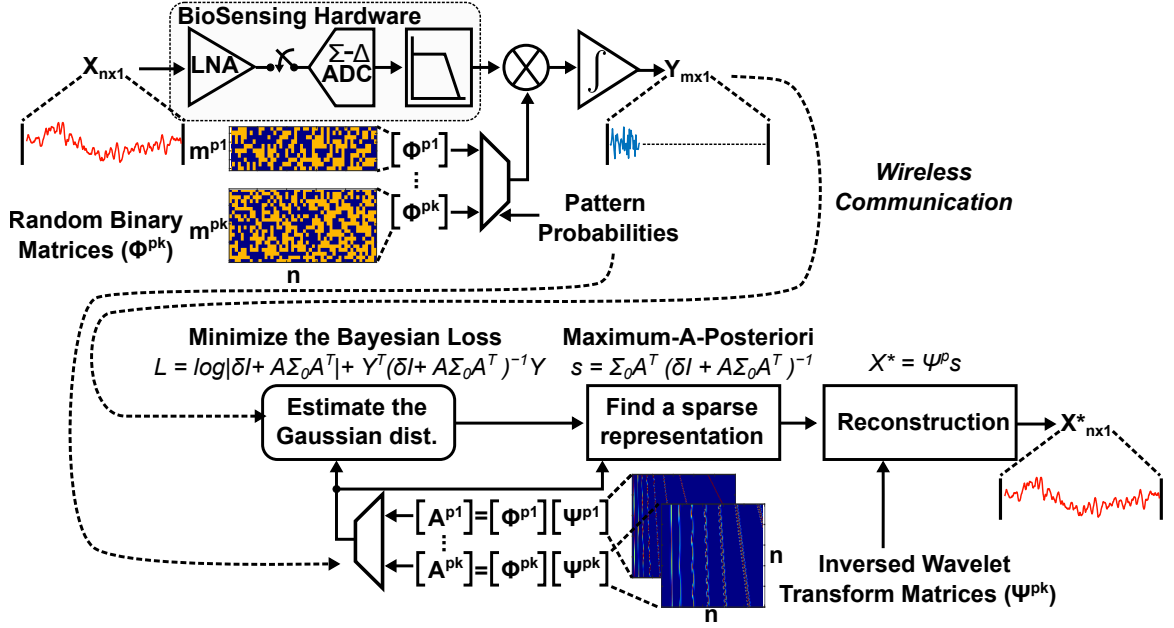 BioSensing Hardware
Xnx1
LNA
Σ-Δ
ADC
∫
Ymx1
mp1
[Φp1]
⋮
mpk
[Φpk]
n
Random Binary
Matrices (Φpk)
Pattern
Probabilities
Wireless
Communication
Minimize the Bayesian Loss
L = log|δI+ AΣ0AT|+ YT(δI+ AΣ0AT )−1Y
Maximum-A-Posteriori
s = Σ0AT (δI + AΣ0AT )−1
X* = Ψps
Estimate the
Gaussian dist.
Find a sparse
representation
Reconstruction
X*nx1
[Ap1]=[Φp1][Ψp1]
⋮
[Apk]=[Φpk][Ψpk]
n
n
Inversed Wavelet
Transform Matrices (Ψpk)